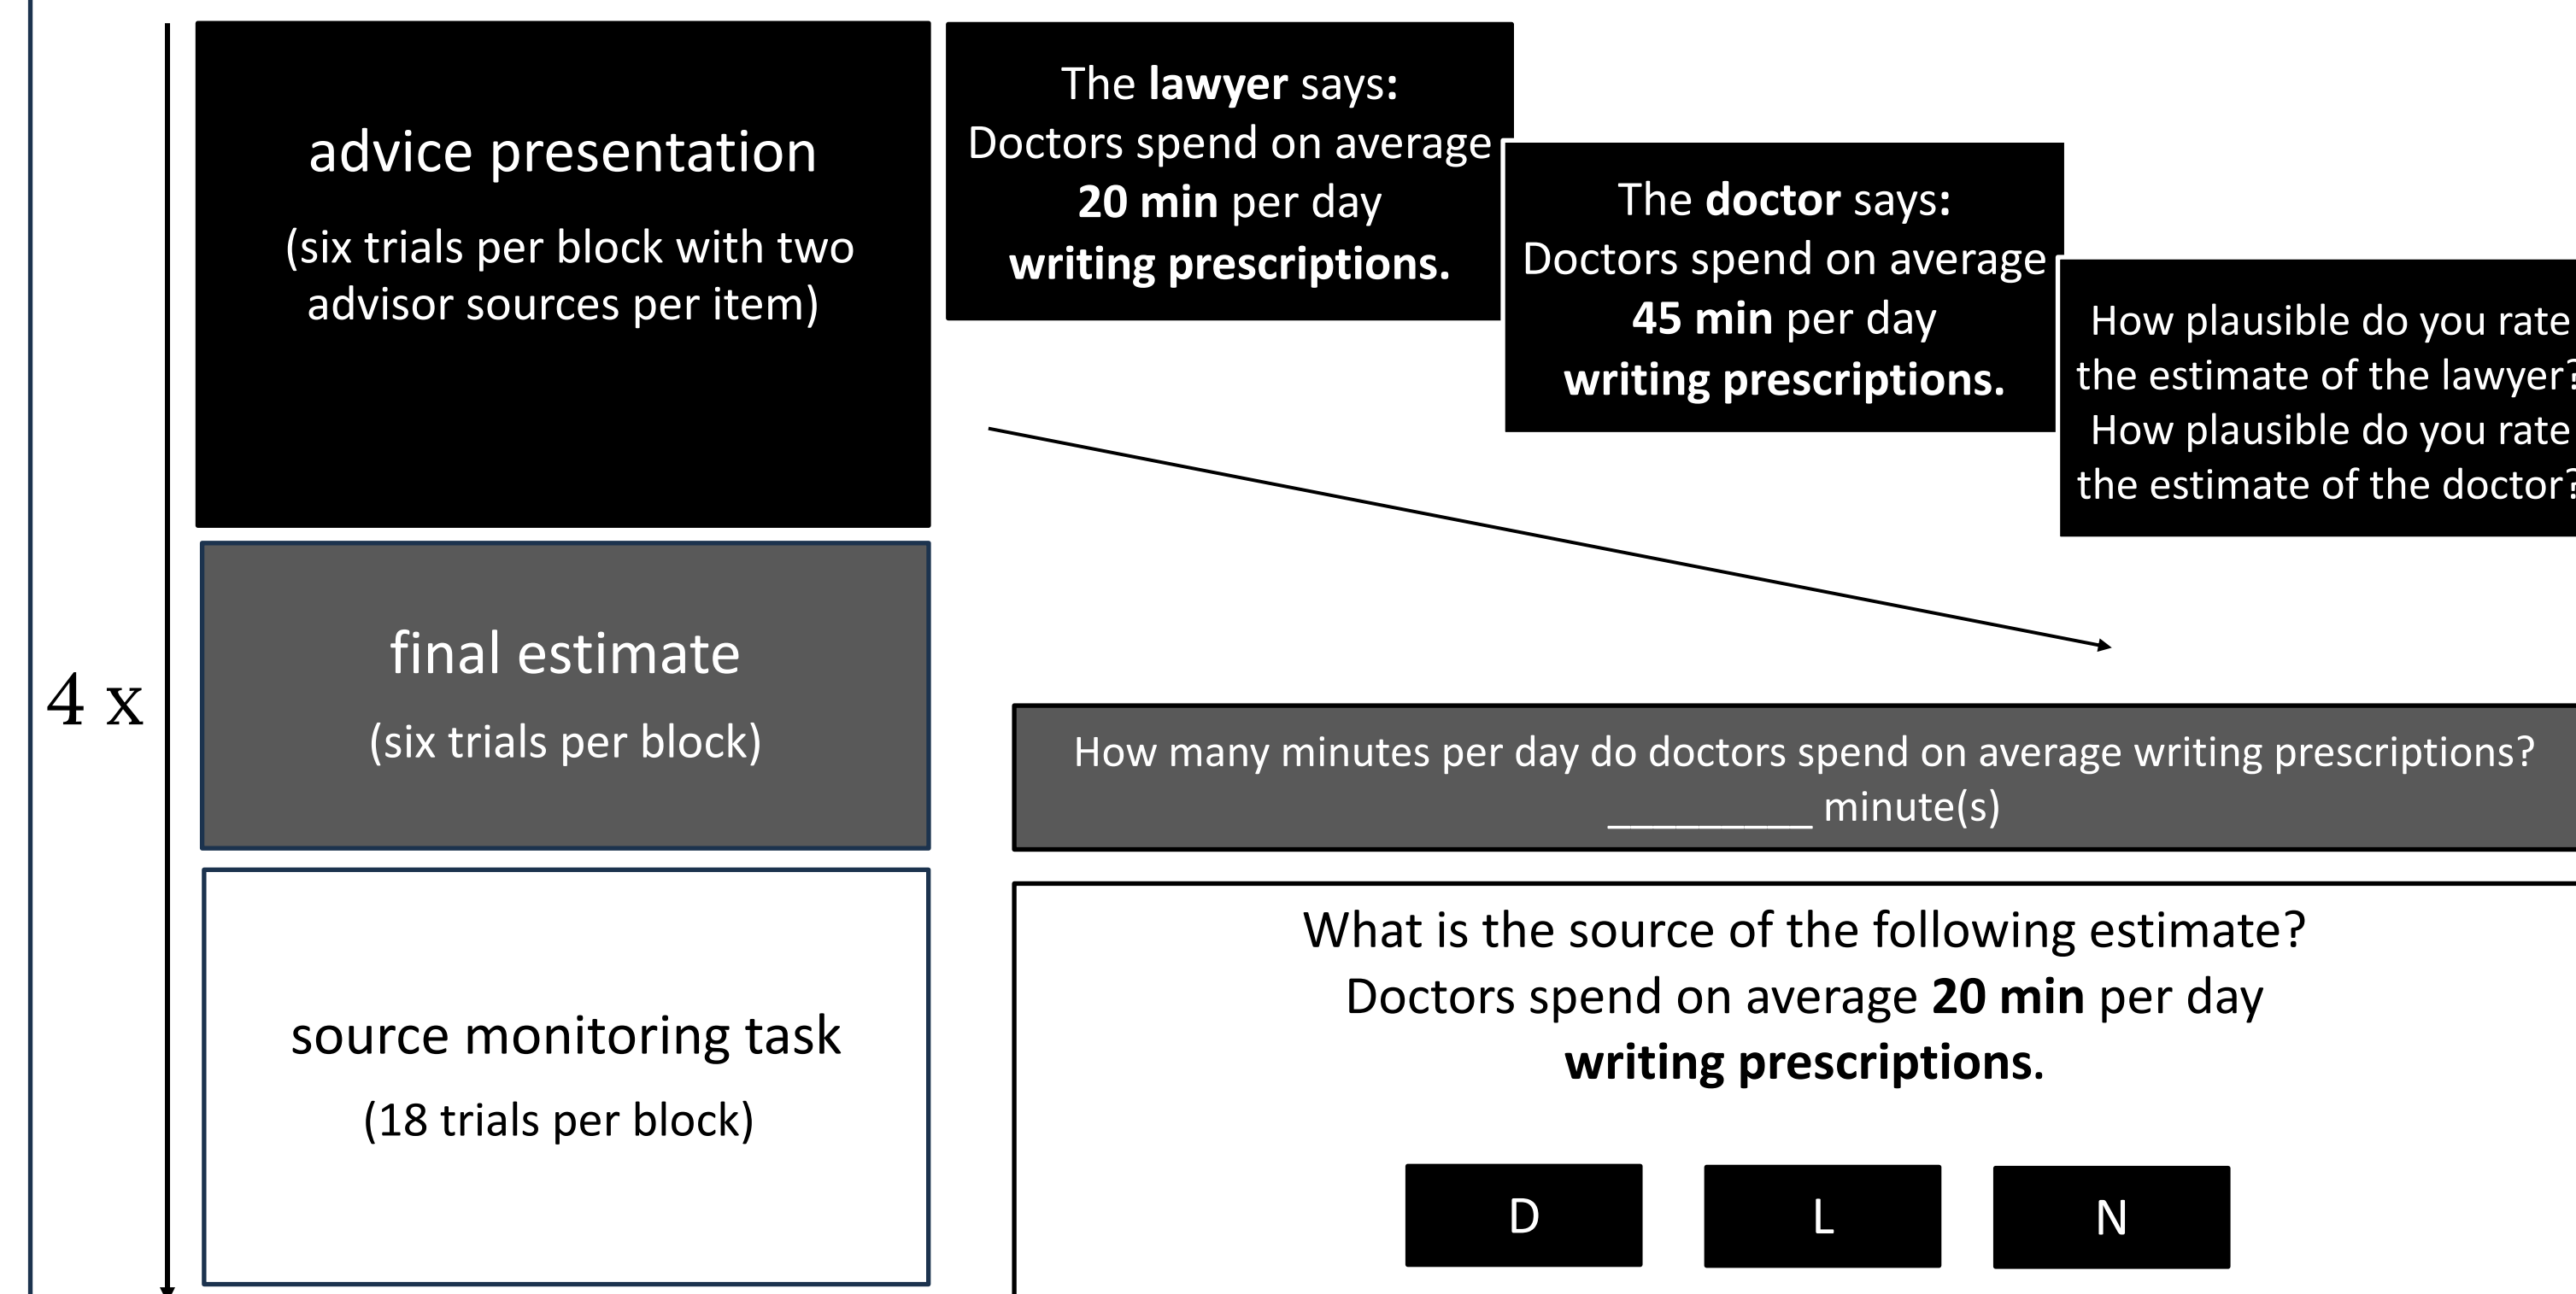 advice presentation
(six trials per block with two
advisor sources per item)
The lawyer says:
Doctors spend on average
20 min per day
writing prescriptions.
The doctor says:
Doctors spend on average
45 min per day
writing prescriptions.
How plausible do you rate
the estimate of the lawyer?
How plausible do you rate
the estimate of the doctor?
4 x
final estimate
(six trials per block)
How many minutes per day do doctors spend on average writing prescriptions?
_________ minute(s)
source monitoring task
(18 trials per block)
What is the source of the following estimate?
Doctors spend on average 20 min per day
writing prescriptions.
D
L
N